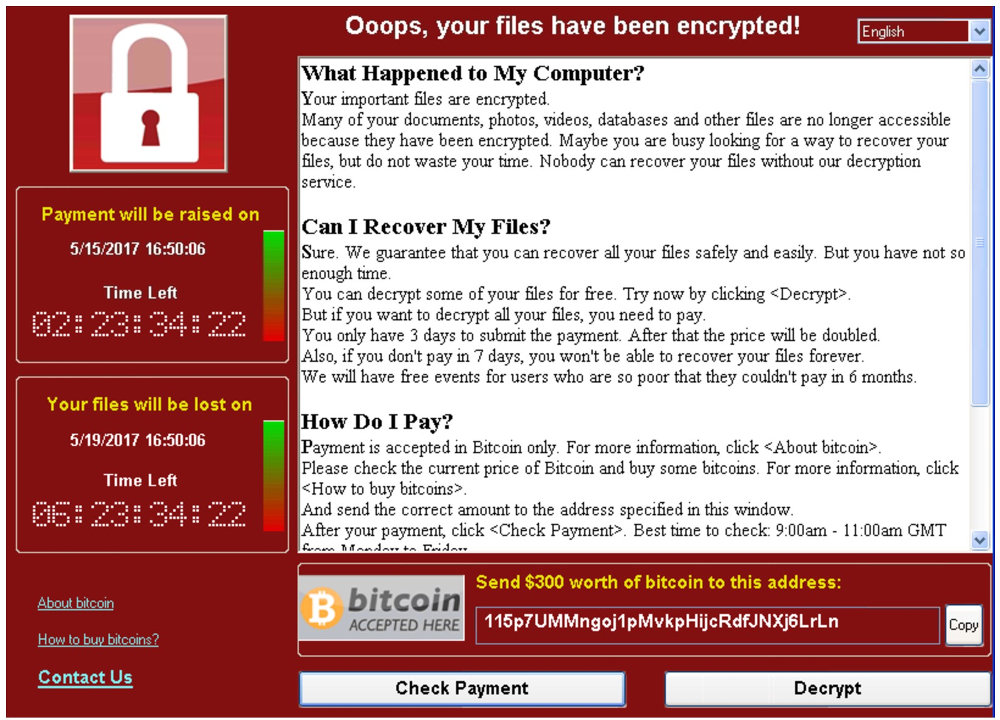 Ooops, your files have been encrypted!
English
What Happened to My Computer?
Your important files are encrypted.
Many of your documents, photos, videos, databases and other files are no longer accessible
because they have been encrypted. Maybe you are busy looking for a way to recover your
files, but do not waste your time. Nobody can recover your files without our decryption
service.
Can I Recover My Files?
Sure. We guarantee that you can recover all your files safely and easily. But you have not so
enough time.
You can decrypt some of your files for free. Try now by clicking <Decrypt>.
But if you want to decrypt all your files, you need to pay.
You only have 3 days to submit the payment. After that the price will be doubled.
Also, if you don't pay in 7 days, you won't be able to recover your files forever.
We will have free events for users who are so poor that they couldn't pay in 6 months.
How Do I Pay?
Payment is accepted in Bitcoin only. For more information, click <About bitcoin>.
Please check the current price of Bitcoin and buy some bitcoins. For more information, click
<How to buy bitcoins>.
And send the correct amount to the address specified in this window.
After your payment, click <Check Payment>. Best time to check: 9:00am - 11:00am GMT
from Monday to Friday
Payment will be raised on
5/15/2017 16:50:06
Time Left
02:23:34:22
Your files will be lost on
5/19/2017 16:50:06
Time Left
06:23:34:22
About bitcoin
How to buy bitcoins?
Contact Us
bitcoin
ACCEPTED HERE
Send $300 worth of bitcoin to this address:
115p7UMMngoj1pMvkpHijcRdfJNXj6LrLn
Copy
Check Payment
Decrypt